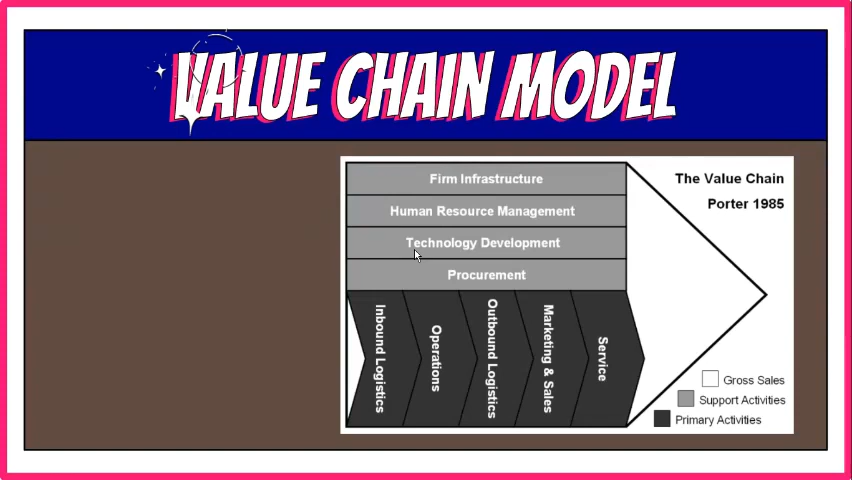 VALUE CHAIN MODEL
The Value Chain
Porter 1985
Firm Infrastructure
Human Resource Management
Technology Development
Procurement
Inbound Logistics
Operations
Outbound Logistics
Marketing & Sales
Service
Gross Sales
Support Activities
Primary Activities